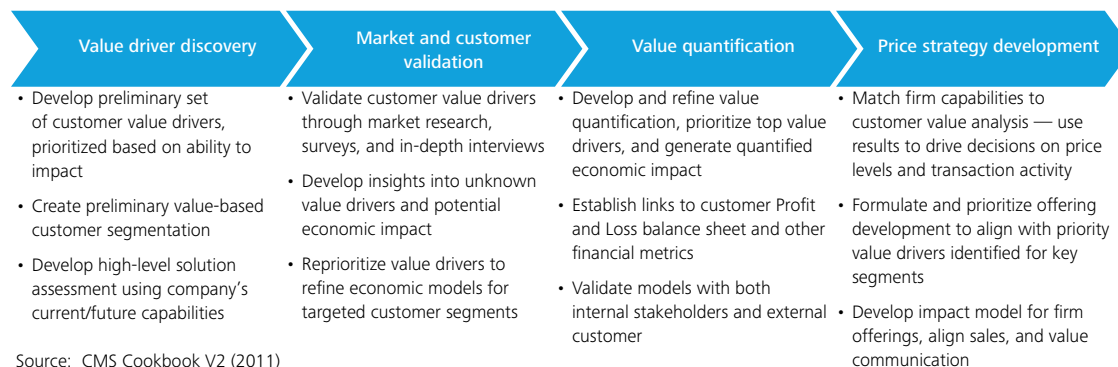 Value driver discovery
Market and customer
validation
Value quantification
Price strategy development
• Develop preliminary set
of customer value drivers,
prioritized based on ability to
impact
• Create preliminary value-based
customer segmentation
• Develop high-level solution
assessment using company’s
current/future capabilities
• Validate customer value drivers
through market research,
surveys, and in-depth interviews
• Develop insights into unknown
value drivers and potential
economic impact
• Reprioritize value drivers to
refine economic models for
targeted customer segments
• Develop and refine value
quantification, prioritize top value
drivers, and generate quantified
economic impact
• Establish links to customer Profit
and Loss balance sheet and other
financial metrics
• Validate models with both
internal stakeholders and external
customer
• Match firm capabilities to
customer value analysis — use
results to drive decisions on price
levels and transaction activity
• Formulate and prioritize offering
development to align with priority
value drivers identified for key
segments
• Develop impact model for firm
offerings, align sales, and value
communication
Source: CMS Cookbook V2 (2011)